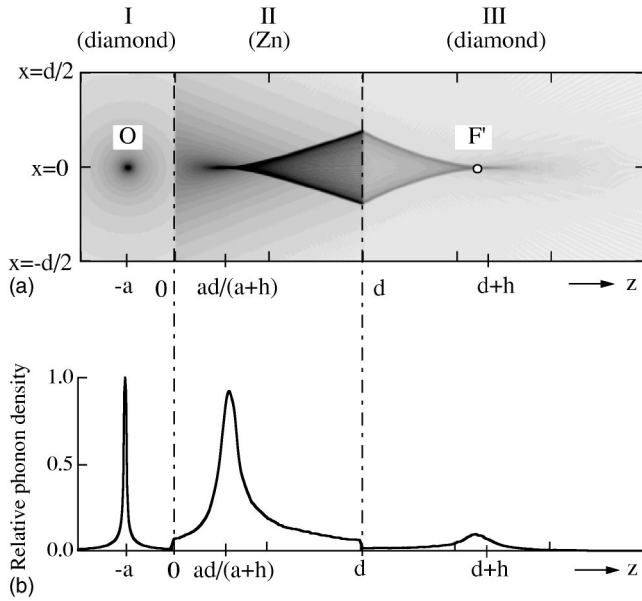 I II III
(diamond) (Zn) (diamond)
x=d/2
O F'
x=0
x=-d/2
(a) -a 0 ad/(a+h) d d+h z
Relative phonon density
1.0
0.5
0.0
-a 0 ad/(a+h) d d+h z
(b)